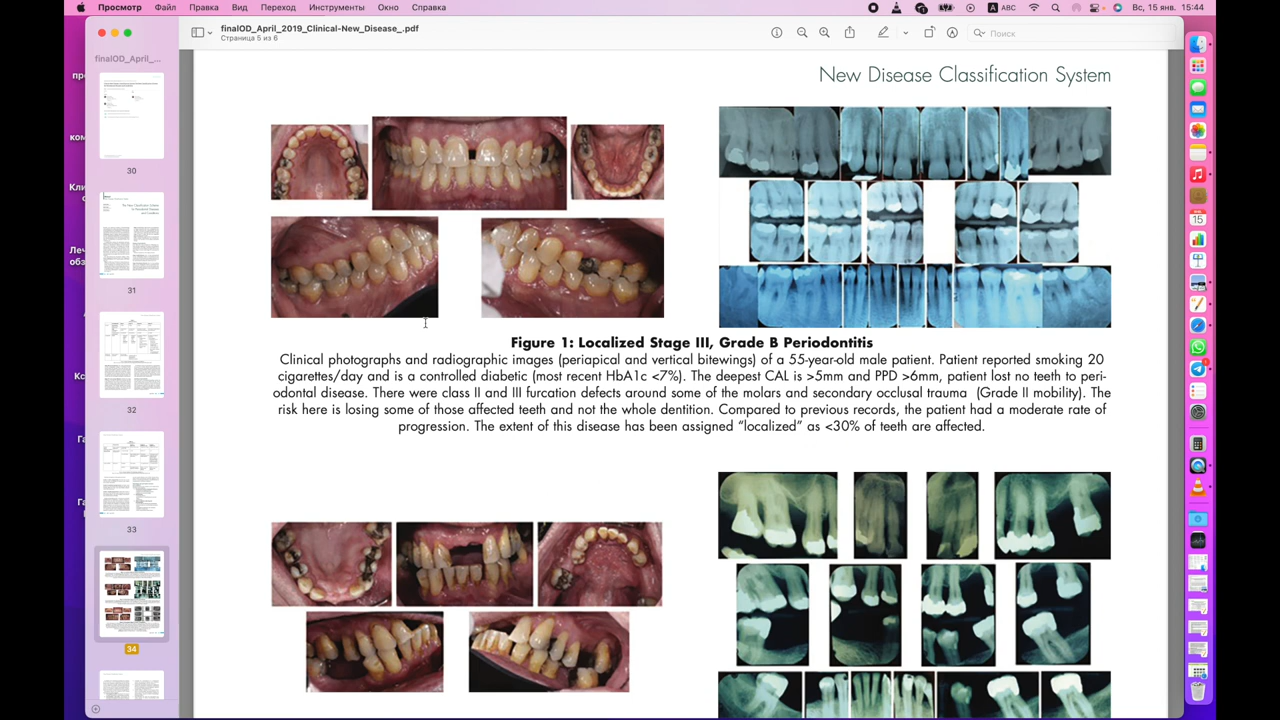 Просмотр Файл Правка Вид Переход Инструменты Окно Справка
A ABC
Вс, 15 янв. 15:44
finalOD_April_2019_Clinical-New_Disease_.pdf
Страница 5 из 6
Поиск
finalOD_April_...
30
31
32
33
34
New Disease Classification System
Figure 1: Localized Stage III, Grade B Periodontitis
Clinical photographs and radiographic images (periapical and vertical bitewings) of a 55-year-old male patient. Patient reported smoking 20
cigarettes/day and is a controlled diabetic (most recent HbA1c <7%). The deepest CAL is >5mm and PPD >6mm, patient lost no teeth to peri-
odontal disease. There were class II and III furcation defects around some of the molars and secondary occlusal trauma (Grade II mobility). The
risk here is losing some of those affected teeth and not the whole dentition. Compared to previous records, the patient had a moderate rate of
progression. The extent of this disease has been assigned “localized” as <30% of teeth are affected.
15